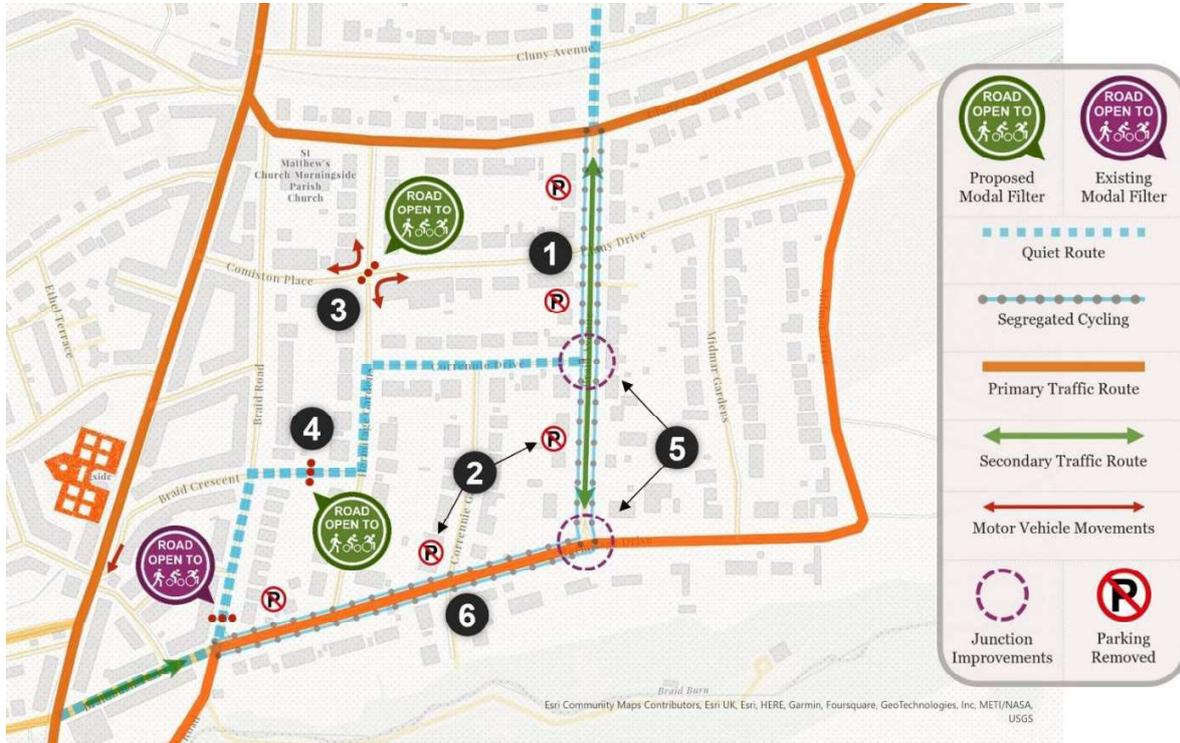 Cluny Avenue
St
Matthew's
Church Morningside
Parish
Church
ROAD
OPEN TO
1
Comiston Place
3
Ethel Terrace
Braid Road
Midmar Gardens
4
5
2
Braid Crescent
ROAD
OPEN TO
ROAD
OPEN TO
6
P
P
P
P
P
Braid Burn
Esri Community Maps Contributors, Esri UK, Esri, HERE, Garmin, Foursquare, GeoTechnologies, Inc, METI/NASA,
USGS
ROAD
OPEN TO
Proposed
Modal Filter
ROAD
OPEN TO
Existing
Modal Filter
Quiet Route
Segregated Cycling
Primary Traffic Route
Secondary Traffic Route
Motor Vehicle Movements
Junction
Improvements
P
Parking
Removed